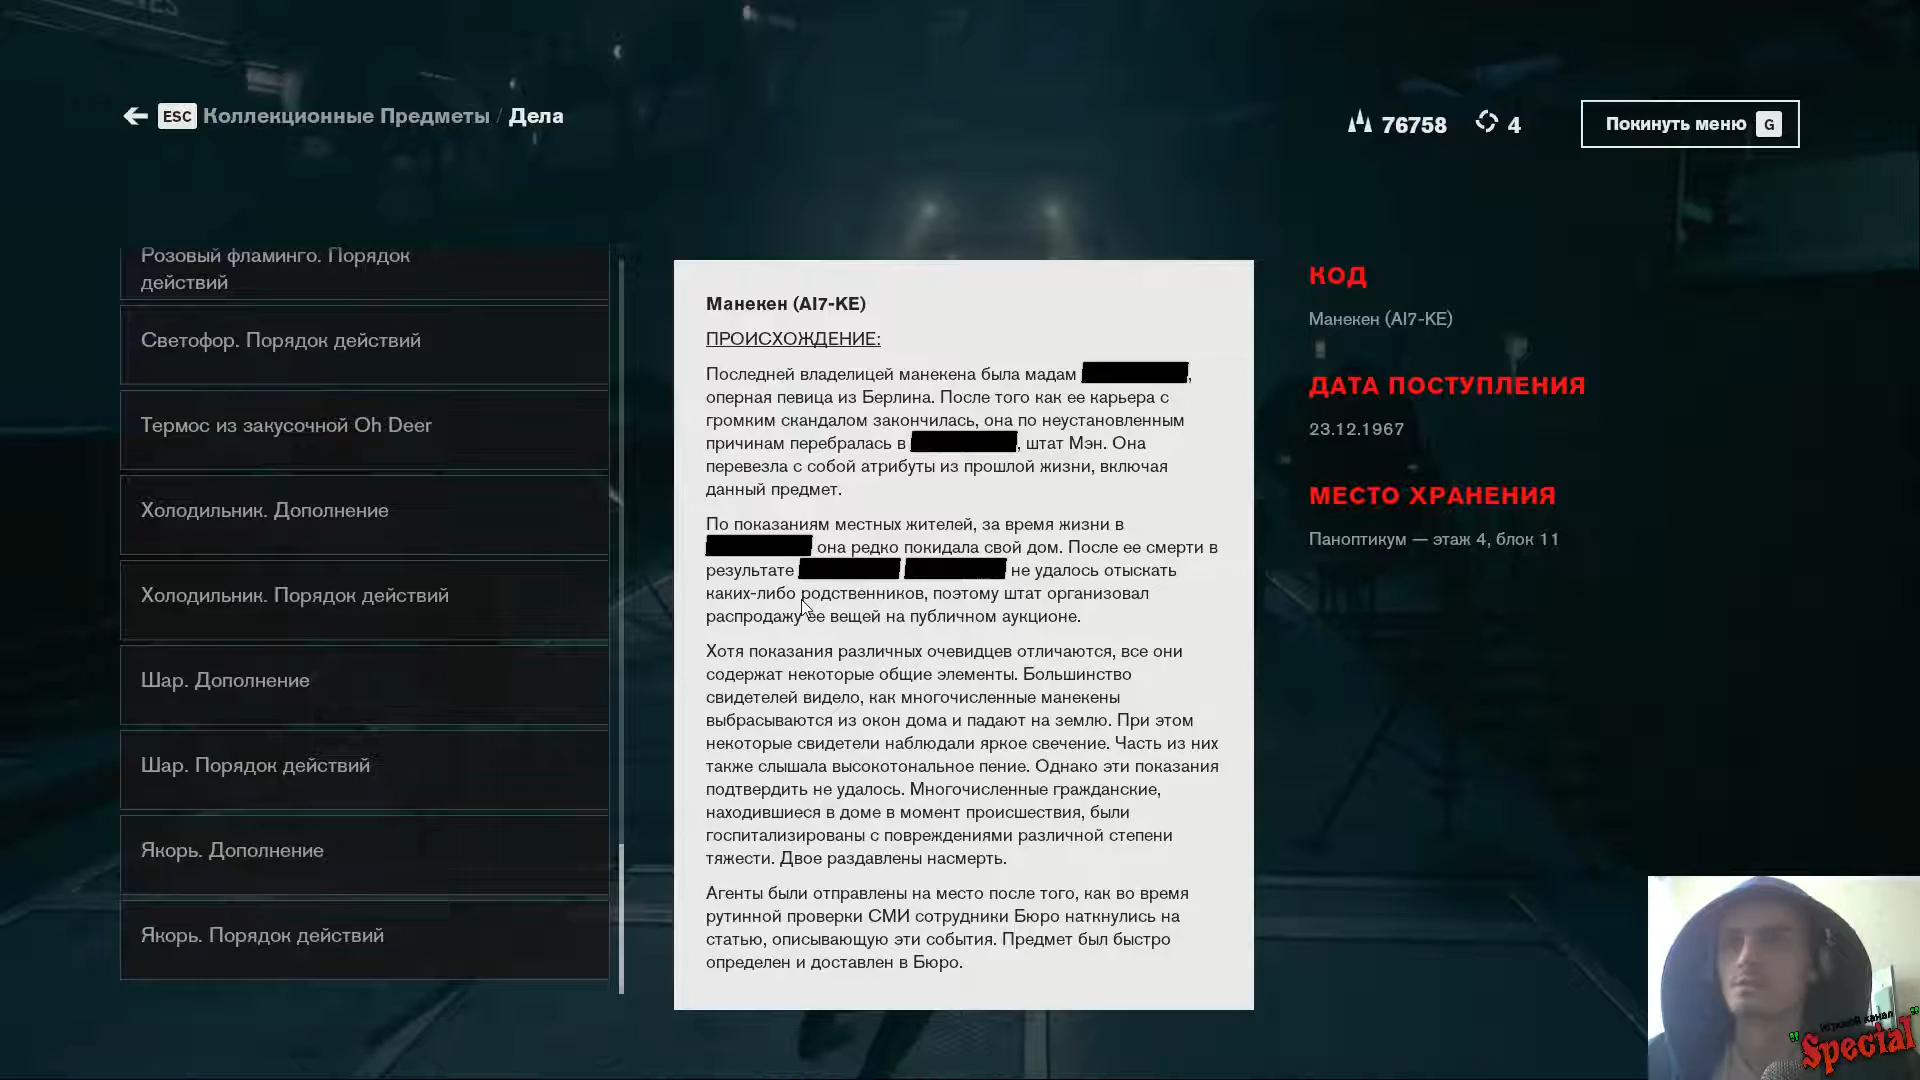 ESC Коллекционные Предметы / Дела
76758 4
Покинуть меню G
Розовый фламинго. Порядок
действий
Светофор. Порядок действий
Термос из закусочной Oh Deer
Холодильник. Дополнение
Холодильник. Порядок действий
Шар. Дополнение
Шар. Порядок действий
Якорь. Дополнение
Якорь. Порядок действий
Манекен (AI7-KE)
ПРОИСХОЖДЕНИЕ:
Последней владелицей манекена была мадам ,
оперная певица из Берлина. После того как ее карьера с
громким скандалом закончилась, она по неустановленным
причинам перебралась в , штат Мэн. Она
перевезла с собой атрибуты из прошлой жизни, включая
данный предмет.
По показаниям местных жителей, за время жизни в
она редко покидала свой дом. После ее смерти в
результате не удалось отыскать
каких-либо родственников, поэтому штат организовал
распродажу ее вещей на публичном аукционе.
Хотя показания различных очевидцев отличаются, все они
содержат некоторые общие элементы. Большинство
свидетелей видело, как многочисленные манекены
выбрасываются из окон дома и падают на землю. При этом
некоторые свидетели наблюдали яркое свечение. Часть из них
также слышала высокотональное пение. Однако эти показания
подтвердить не удалось. Многочисленные гражданские,
находившиеся в доме в момент происшествия, были
госпитализированы с повреждениями различной степени
тяжести. Двое раздавлены насмерть.
Агенты были отправлены на место после того, как во время
рутинной проверки СМИ сотрудники Бюро наткнулись на
статью, описывающую эти события. Предмет был быстро
определен и доставлен в Бюро.
КОД
Манекен (AI7-KE)
ДАТА ПОСТУПЛЕНИЯ
23.12.1967
МЕСТО ХРАНЕНИЯ
Паноптикум — этаж 4, блок 11
игровой канал
"Special"